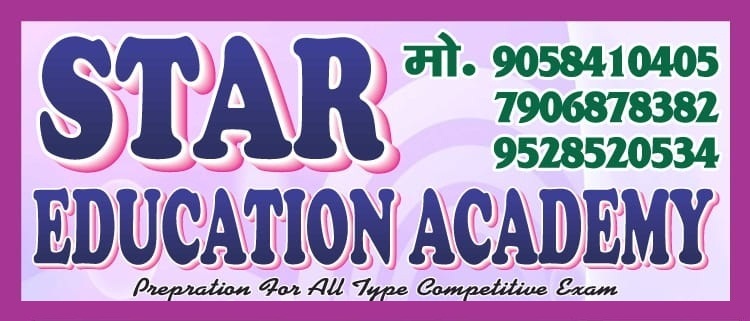 STAR
मो. 9058410405
7906878382
9528520534
EDUCATION ACADEMY
Prepration For All Type Competitive Exam